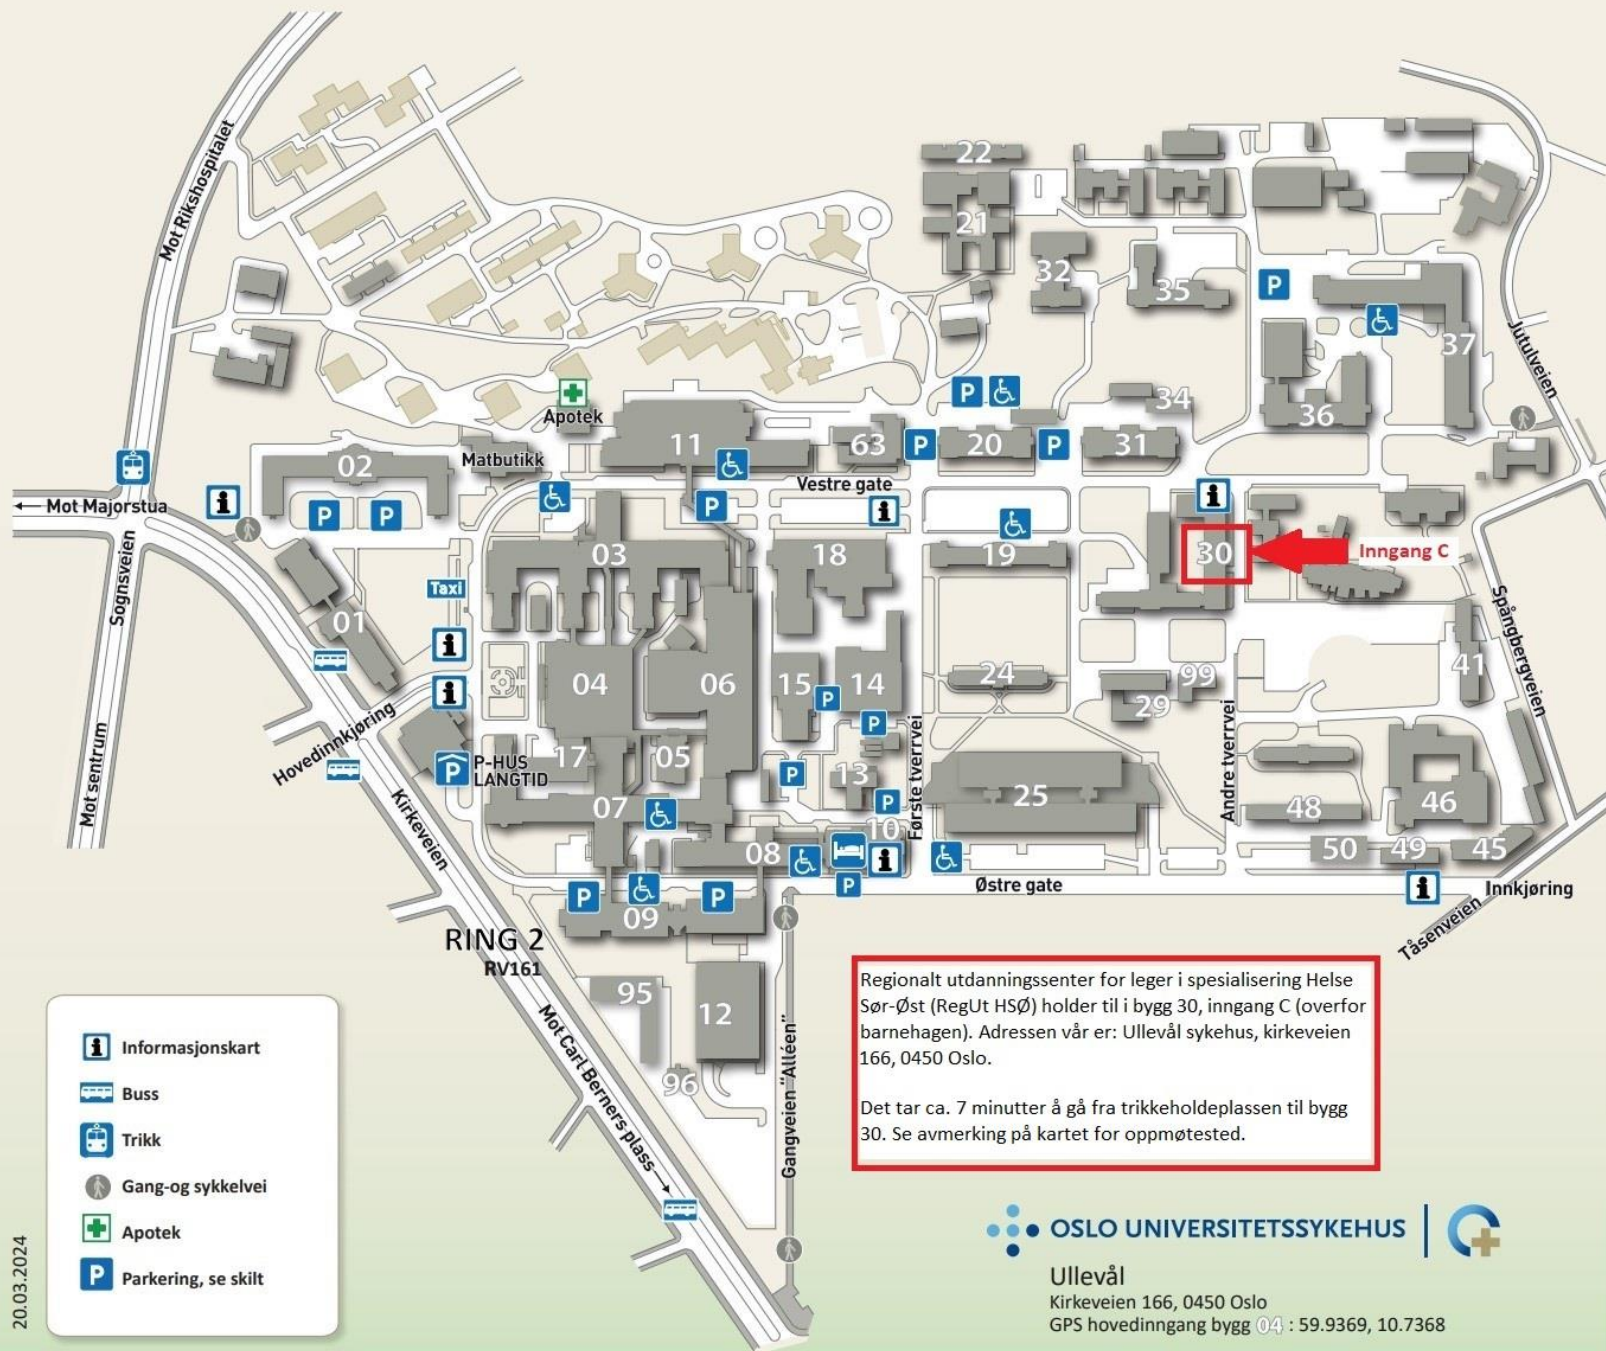 Mot Rikshospitalet
22
21
32
35
37
Jutulveien
34
36
Apotek
11
63
20
31
02
Matbutikk
Vestre gate
Mot Majorstua
03
18
19
30
Inngang C
Taxi
01
Sognsveien
Spångbergveien
04
06
15
14
24
99
29
41
Hovedinnkjøring
Første tverrvei
Andre tverrvei
Mot sentrum
P-HUS
LANGTID
17
05
13
25
48
46
Kirkeveien
07
10
08
50
49
45
Østre gate
Innkjøring
Tåsenveien
09
RING 2
RV161
95
12
96
Mot Carl Berners plass
Gangveien "Alléen"
Regionalt utdanningssenter for leger i spesialisering Helse
Sør-Øst (RegUt HSØ) holder til i bygg 30, inngang C (overfor
barnehagen). Adressen vår er: Ullevål sykehus, kirkeveien
166, 0450 Oslo.
Det tar ca. 7 minutter å gå fra trikkeholdeplassen til bygg
30. Se avmerking på kartet for oppmøtested.
Informasjonskart
Buss
Trikk
Gang-og sykkelvei
Apotek
P Parkering, se skilt
20.03.2024
OSLO UNIVERSITETSSYKEHUS
Ullevål
Kirkeveien 166, 0450 Oslo
GPS hovedinngang bygg 04 : 59.9369, 10.7368